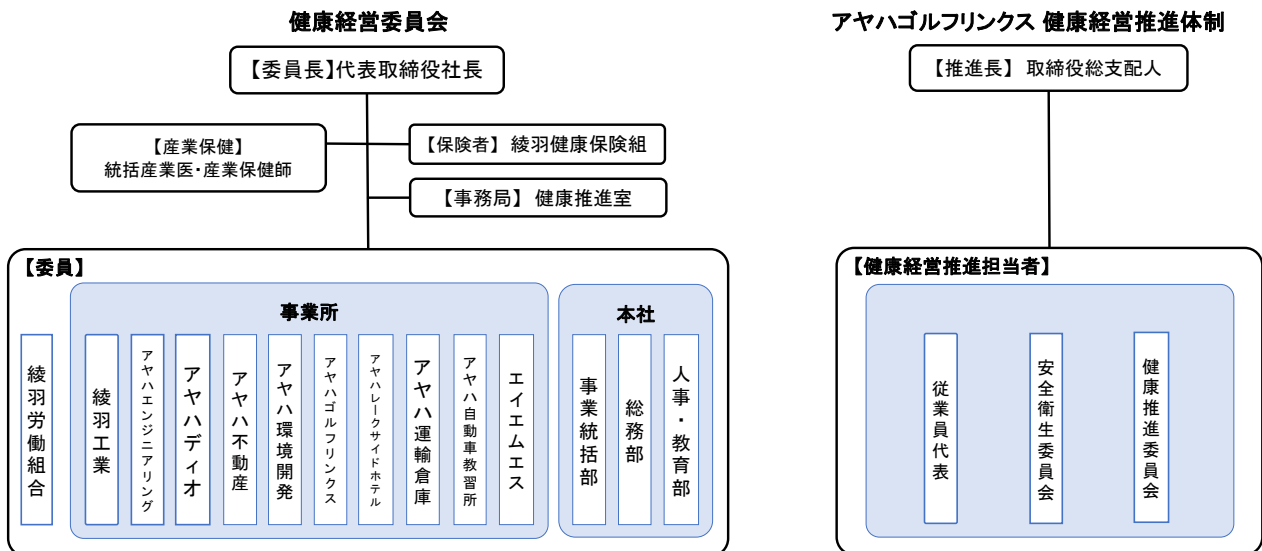 健康経営委員会
【委員長】代表取締役社長
【産業保健】
統括産業医・産業保健師
【保険者】 綾羽健康保険組
【事務局】 健康推進室
【委員】
綾羽労働組合
事業所
綾羽工業
アヤハエンジニアリング
アヤハディオ
アヤハ不動産
アヤハ環境開発
アヤハゴルフリンクス
アヤハレークサイドホテル
アヤハ運輸倉庫
アヤハ自動車教習所
エイエムエス
本社
事業統括部
総務部
人事・教育部
アヤハゴルフリンクス 健康経営推進体制
【推進長】 取締役総支配人
【健康経営推進担当者】
従業員代表
安全衛生委員会
健康推進委員会